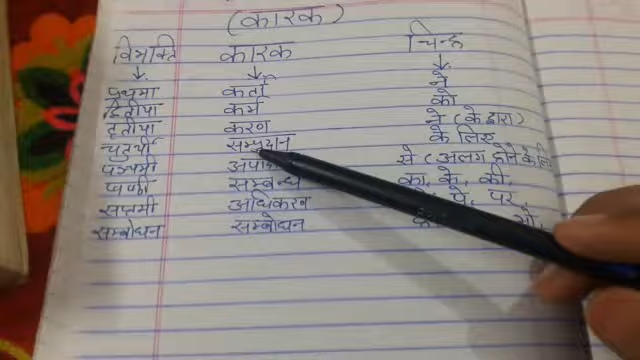 (कारक)
विभक्ति कारक चिन्ह
प्रथमा कर्ता ने
द्वितीया कर्म को
तृतीया करण से (के द्वारा)
चतुर्थी सम्प्रदान के लिए
पञ्चमी से (अलग होने के लि
षष्ठी सम्बन्ध का, के, की,
सप्तमी अधिकरण पे, पर,
सम्बोधन सम्बोधन